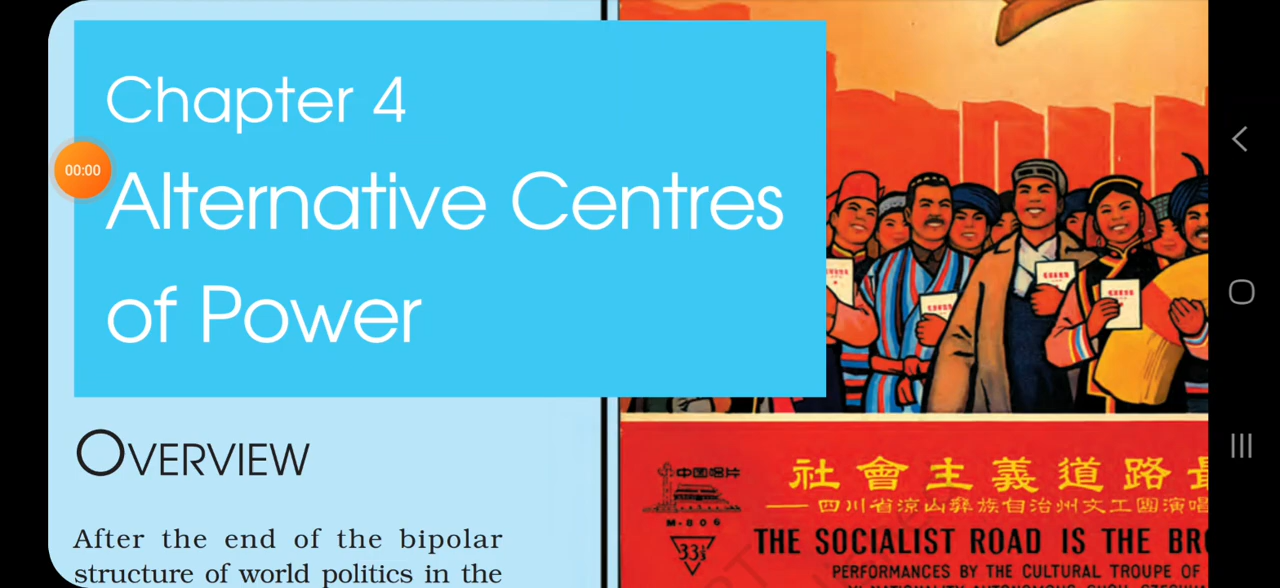 Chapter 4
Alternative Centres
of Power
00:00
OVERVIEW
After the end of the bipolar
structure of world politics in the
中国唱片
M-806
33⅓
社會主義道路
——四川省涼山彝族自治州文工團演唱
THE SOCIALIST ROAD IS THE BR
PERFORMANCES BY THE CULTURAL TROUPE OF